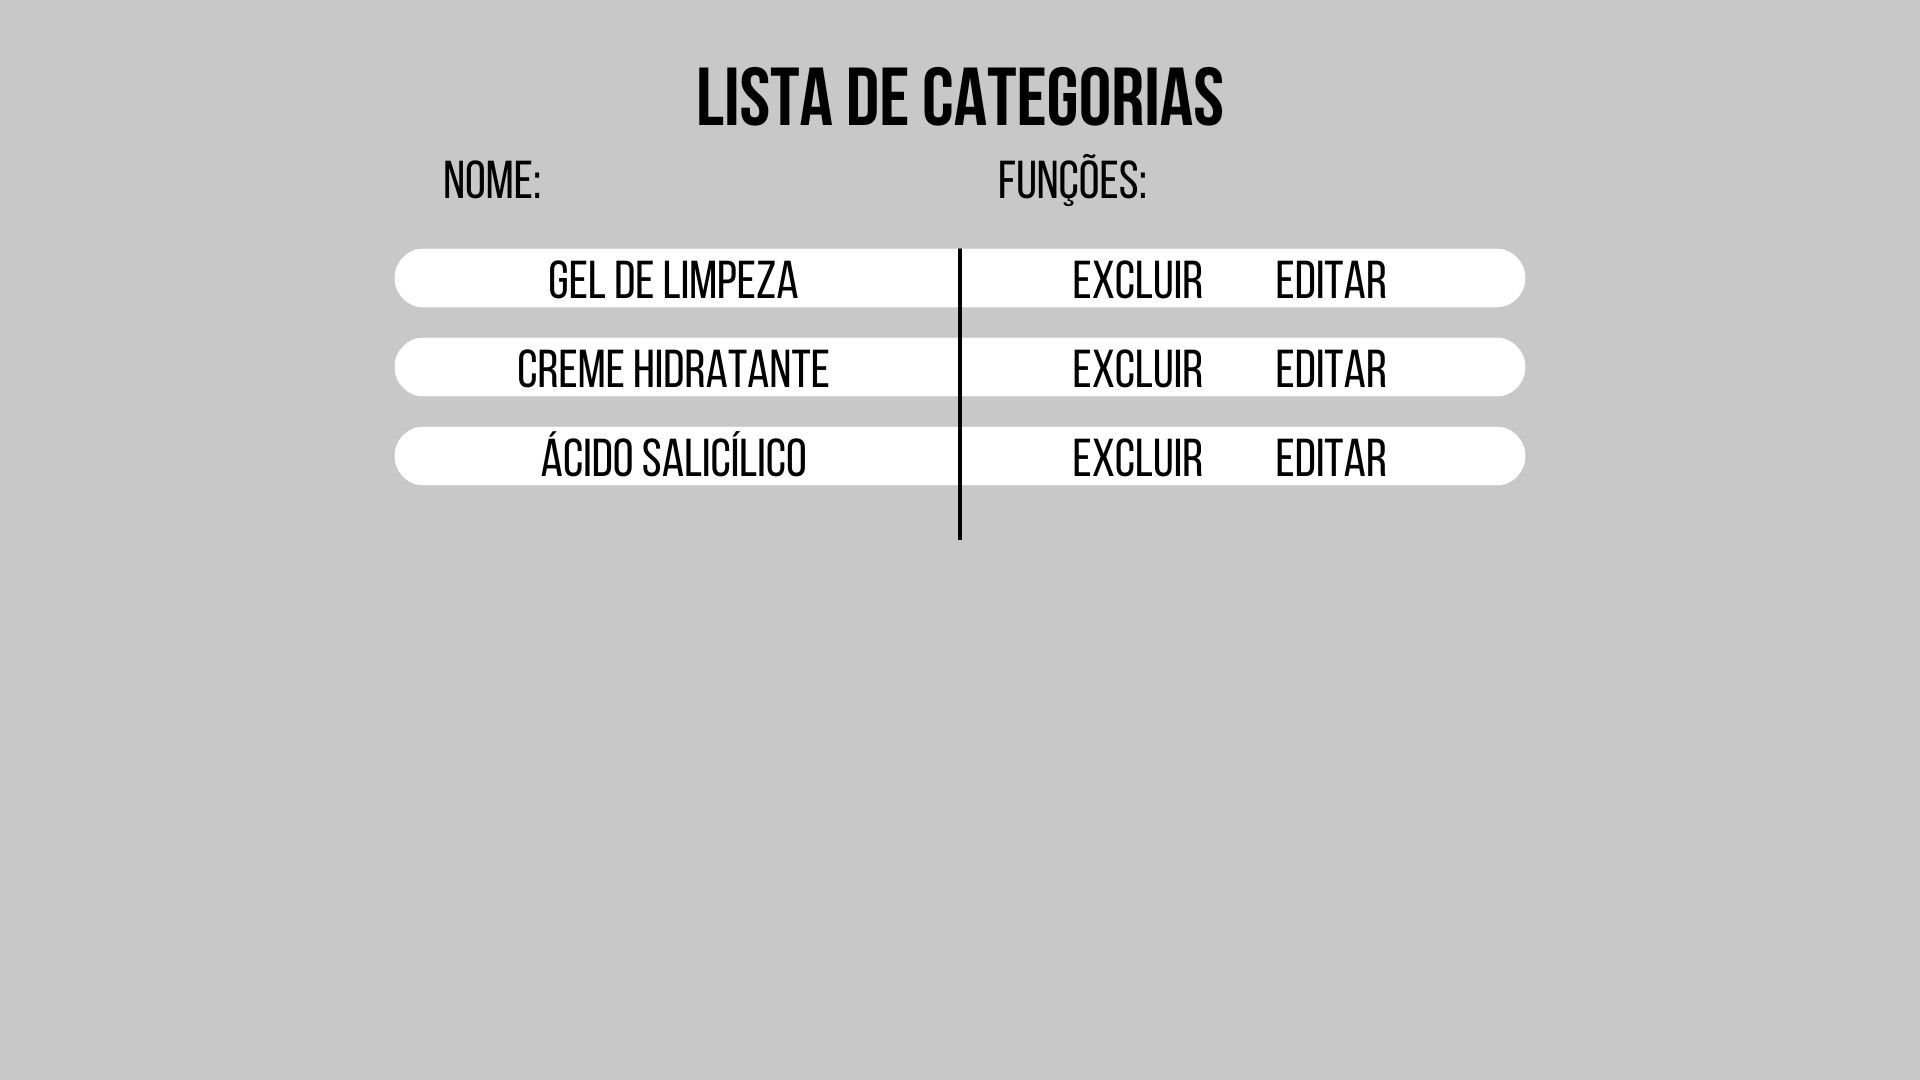 LISTA DE CATEGORIAS
NOME: FUNÇÕES:
GEL DE LIMPEZA EXCLUIR EDITAR
CREME HIDRATANTE EXCLUIR EDITAR
ÁCIDO SALICÍLICO EXCLUIR EDITAR